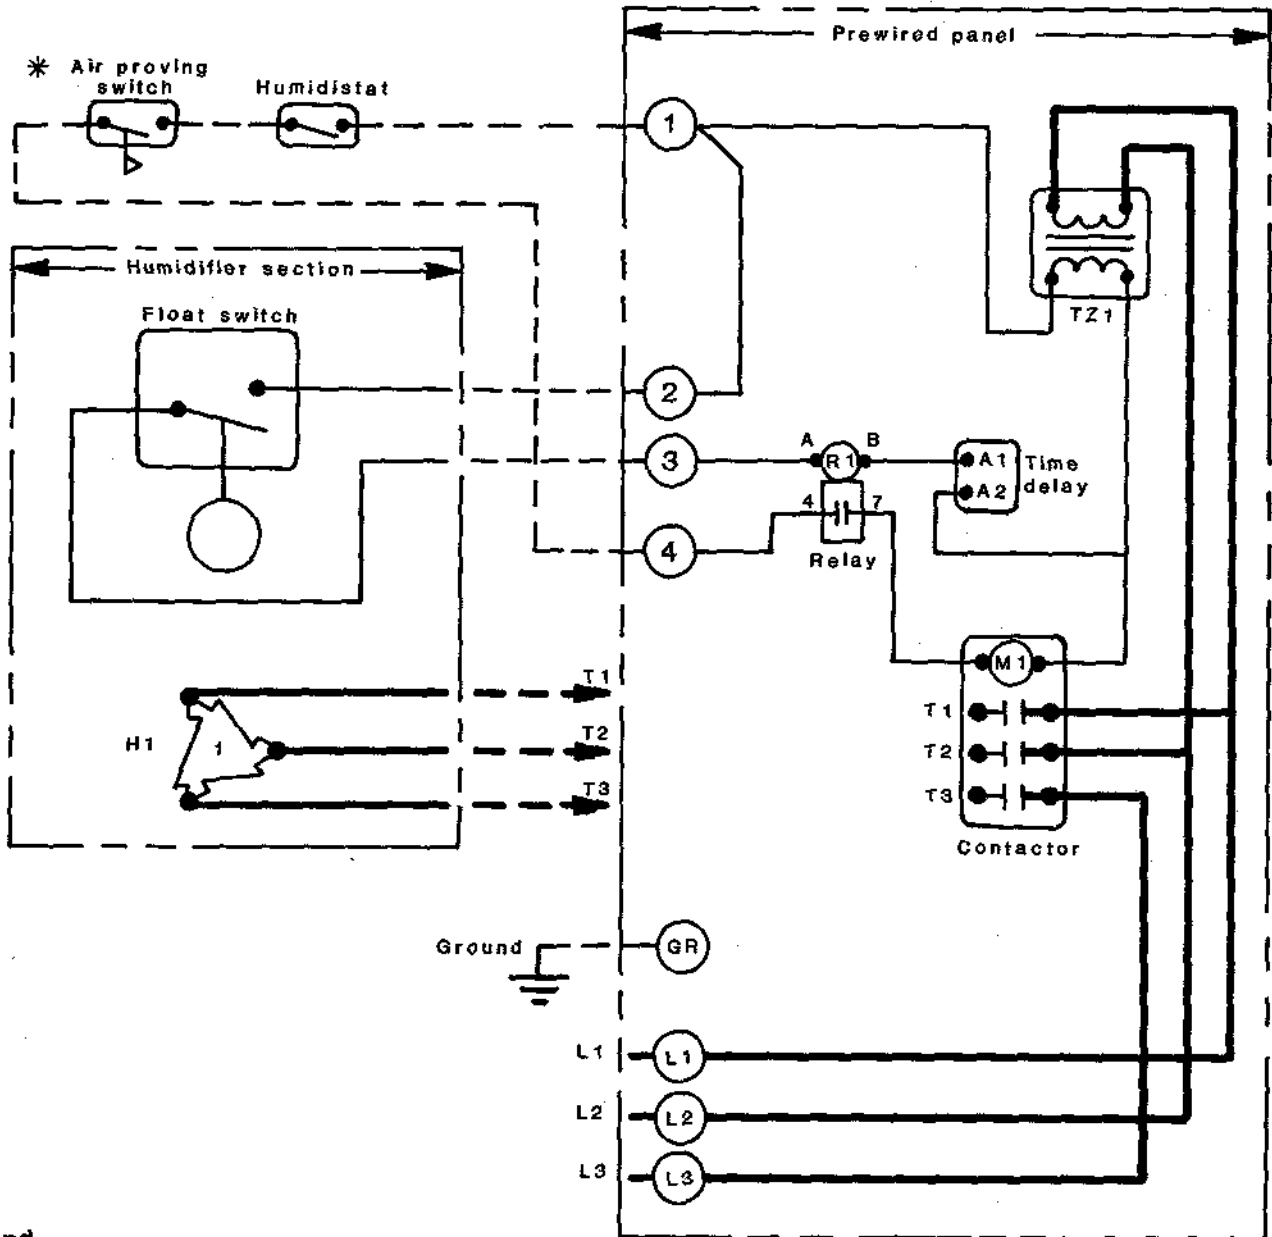 Prewired panel
* Air proving
switch
Humidistat
1
Humidifier section
Float switch
TZ1
2
3
A R1 B
A1
A2
Time
delay
4 7
4
Relay
M1
T1
T2
T3
H1
1
T1
T2
T3
Contactor
Ground
GR
L1 L1
L2 L2
L3 L3